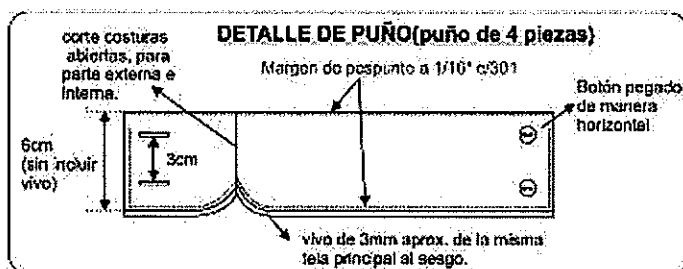 DETALLE DE PUÑO(puño de 4 piezas)
corte costuras
abiertas, para
parte externa e
interna.
Margen de pespunto a 1/16" c/301
Botón pegado
de manera
horizontal
6cm
(sin incluir
vivo)
3cm
vivo de 3mm aprox. de la misma
tela principal al sesgo.